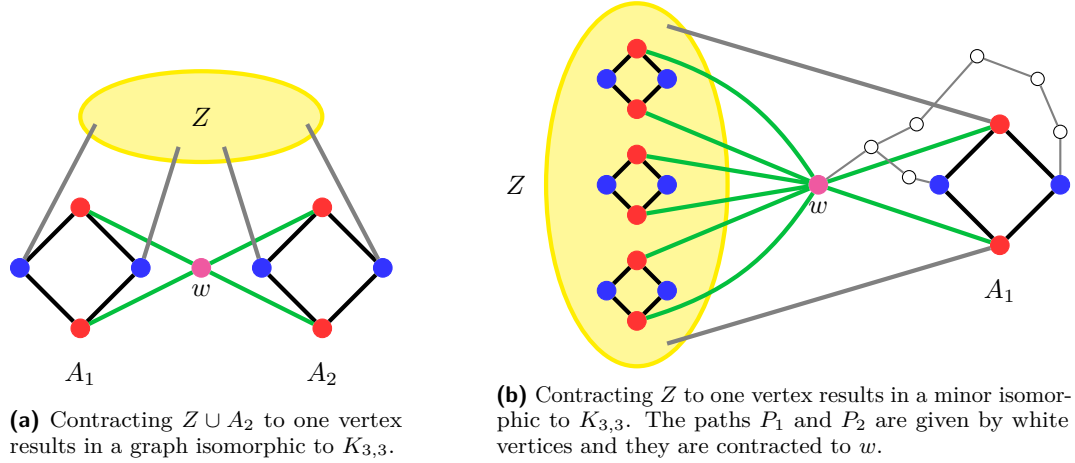 Z
w
A₁
A₂
(a) Contracting Z ∪ A₂ to one vertex
results in a graph isomorphic to K₃,₃.
Z
w
A₁
(b) Contracting Z to one vertex results in a minor isomor-
phic to K₃,₃. The paths P₁ and P₂ are given by white
vertices and they are contracted to w.